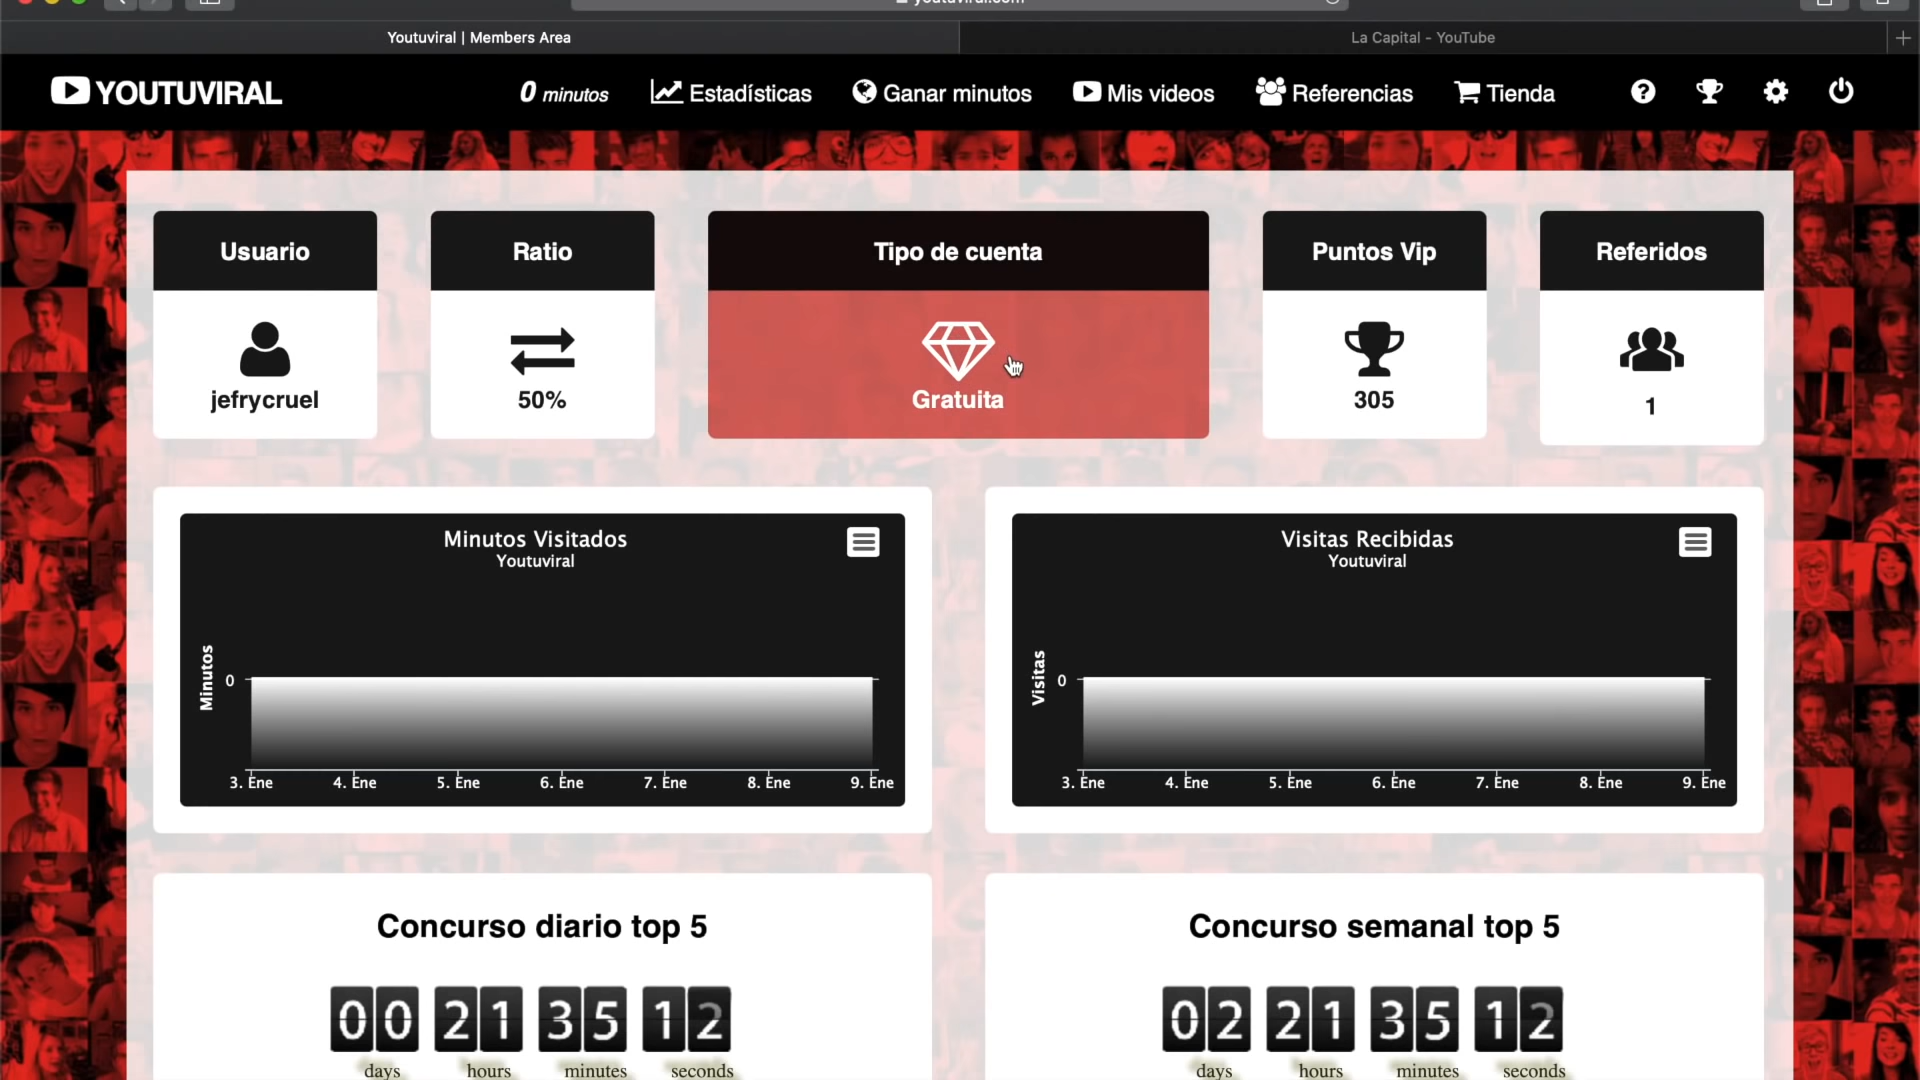 youtuviral.com
Youtuviral | Members Area
La Capital - YouTube
YOUTUVIRAL
0 minutos
Estadísticas
Ganar minutos
Mis videos
Referencias
Tienda
Usuario
Ratio
Tipo de cuenta
Puntos Vip
Referidos
jefrycruel
50%
Gratuita
305
1
Minutos Visitados
Youtuviral
Minutos
0
3. Ene 4. Ene 5. Ene 6. Ene 7. Ene 8. Ene 9. Ene
Visitas Recibidas
Youtuviral
Visitas
0
3. Ene 4. Ene 5. Ene 6. Ene 7. Ene 8. Ene 9. Ene
Concurso diario top 5
00 21 35 12
days hours minutes seconds
Concurso semanal top 5
02 21 35 12
days hours minutes seconds